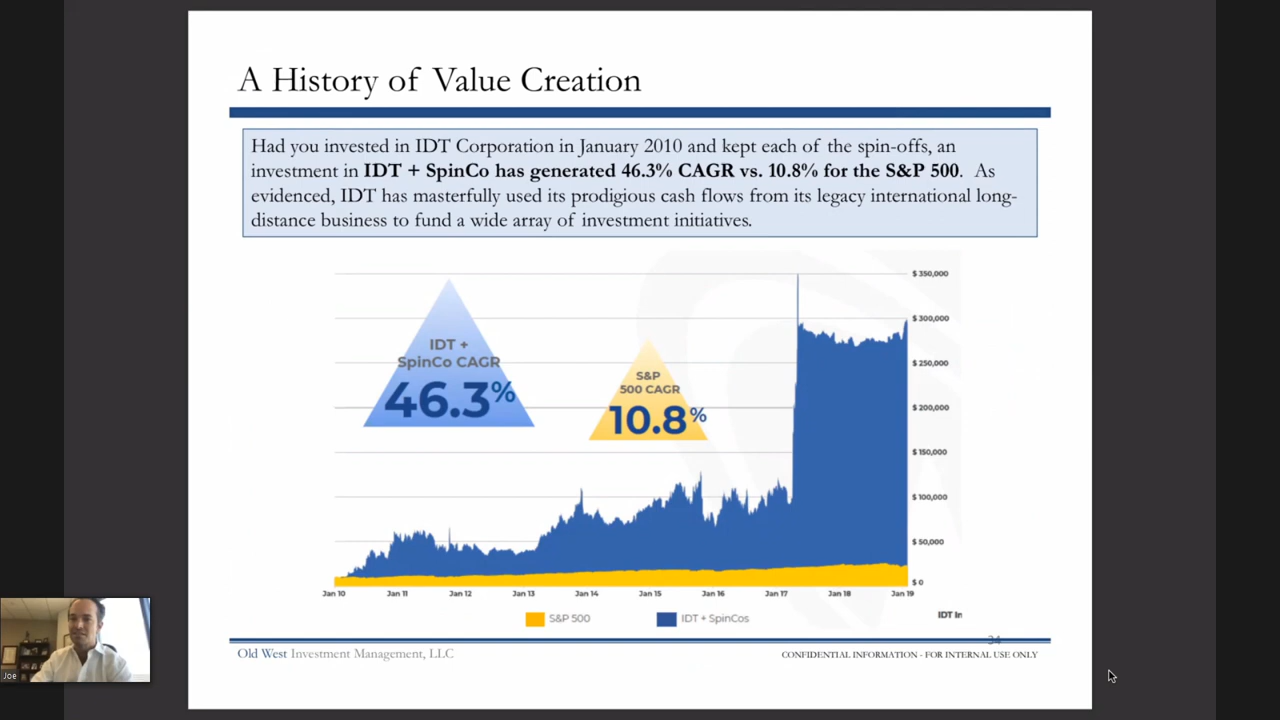 A History of Value Creation
Had you invested in IDT Corporation in January 2010 and kept each of the spin-offs, an
investment in IDT + SpinCo has generated 46.3% CAGR vs. 10.8% for the S&P 500. As
evidenced, IDT has masterfully used its prodigious cash flows from its legacy international long-
distance business to fund a wide array of investment initiatives.
IDT +
SpinCo CAGR
46.3%
S&P
500 CAGR
10.8%
$ 350,000
$ 300,000
$ 250,000
$ 200,000
$ 150,000
$ 100,000
$ 50,000
$ 0
Jan 10 Jan 11 Jan 12 Jan 13 Jan 14 Jan 15 Jan 16 Jan 17 Jan 18 Jan 19
S&P 500 IDT + SpinCos
IDT In
34
Old West Investment Management, LLC
CONFIDENTIAL INFORMATION - FOR INTERNAL USE ONLY
Joe